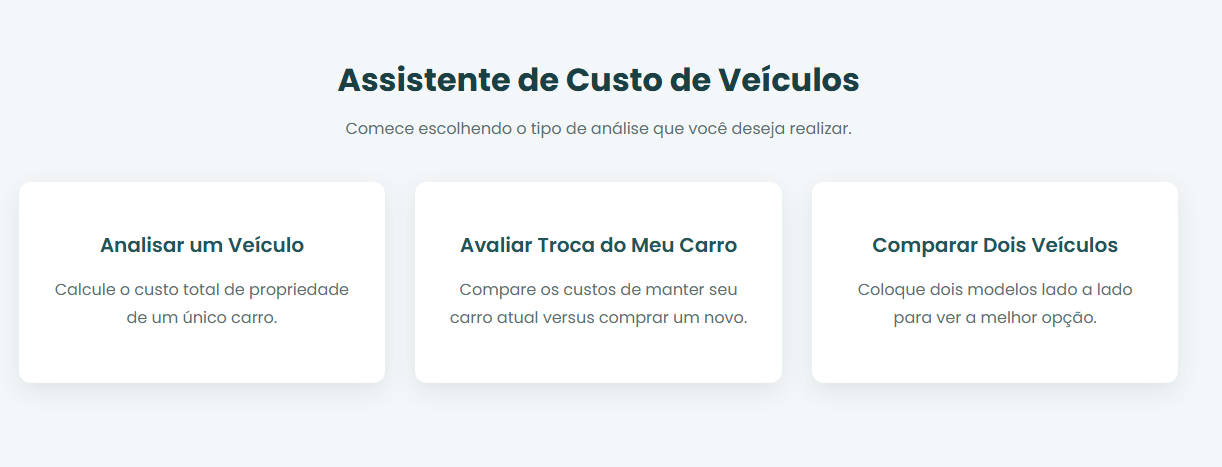 Assistente de Custo de Veículos
Comece escolhendo o tipo de análise que você deseja realizar.
Analisar um Veículo
Calcule o custo total de propriedade
de um único carro.
Avaliar Troca do Meu Carro
Compare os custos de manter seu
carro atual versus comprar um novo.
Comparar Dois Veículos
Coloque dois modelos lado a lado
para ver a melhor opção.